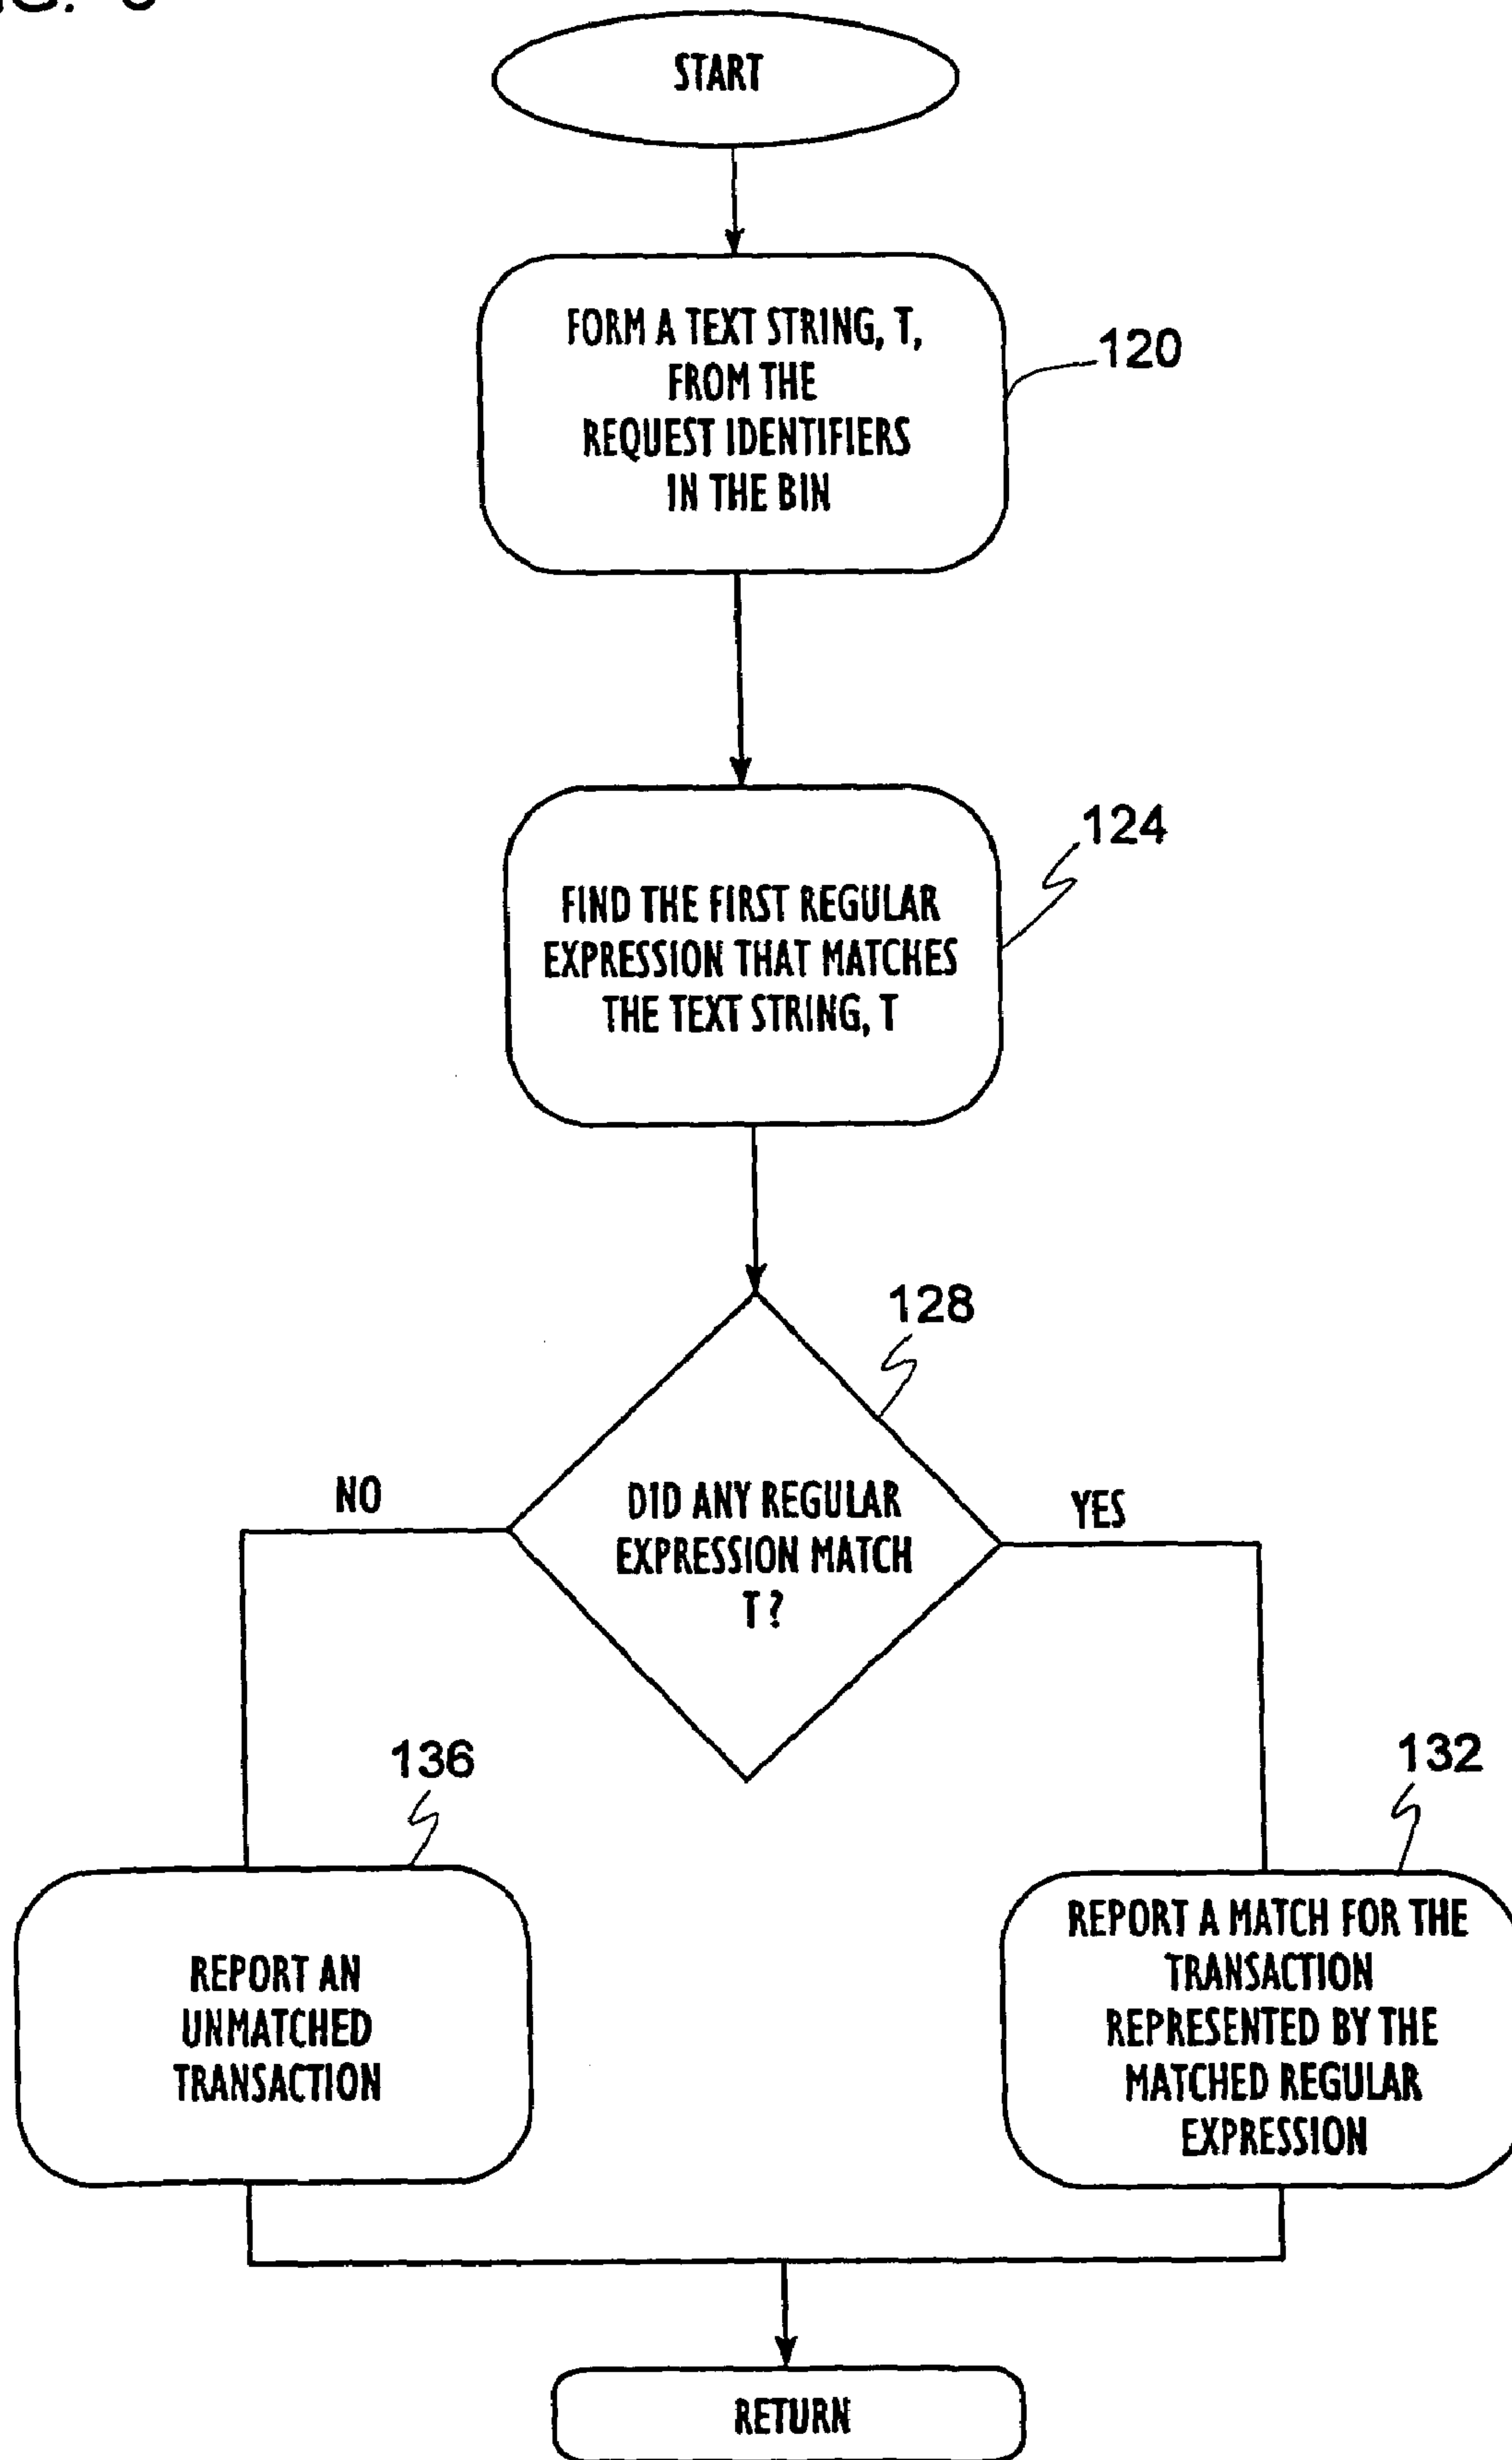 START
FORM A TEXT STRING, T,
FROM THE
REQUEST IDENTIFIERS
IN THE BIN
120
FIND THE FIRST REGULAR
EXPRESSION THAT MATCHES
THE TEXT STRING, T
124
128
DID ANY REGULAR
EXPRESSION MATCH
T?
NO
YES
136
132
REPORT AN
UNMATCHED
TRANSACTION
REPORT A MATCH FOR THE
TRANSACTION
REPRESENTED BY THE
MATCHED REGULAR
EXPRESSION
RETURN